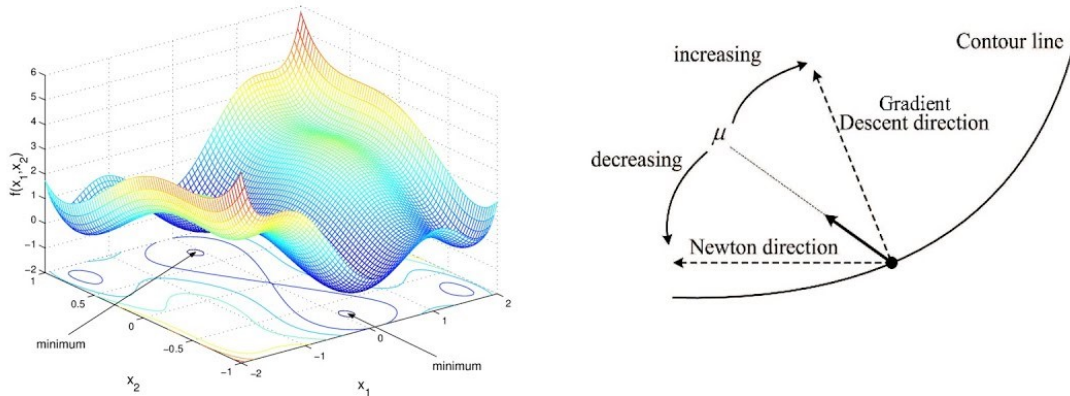 6
5
4
3
2
1
0
−1
−2
f(x1,x2)
1
0.5
0
−0.5
−1
x2
−2
−1
0
1
2
x1
minimum
minimum
increasing
μ
decreasing
Contour line
Gradient
Descent direction
Newton direction